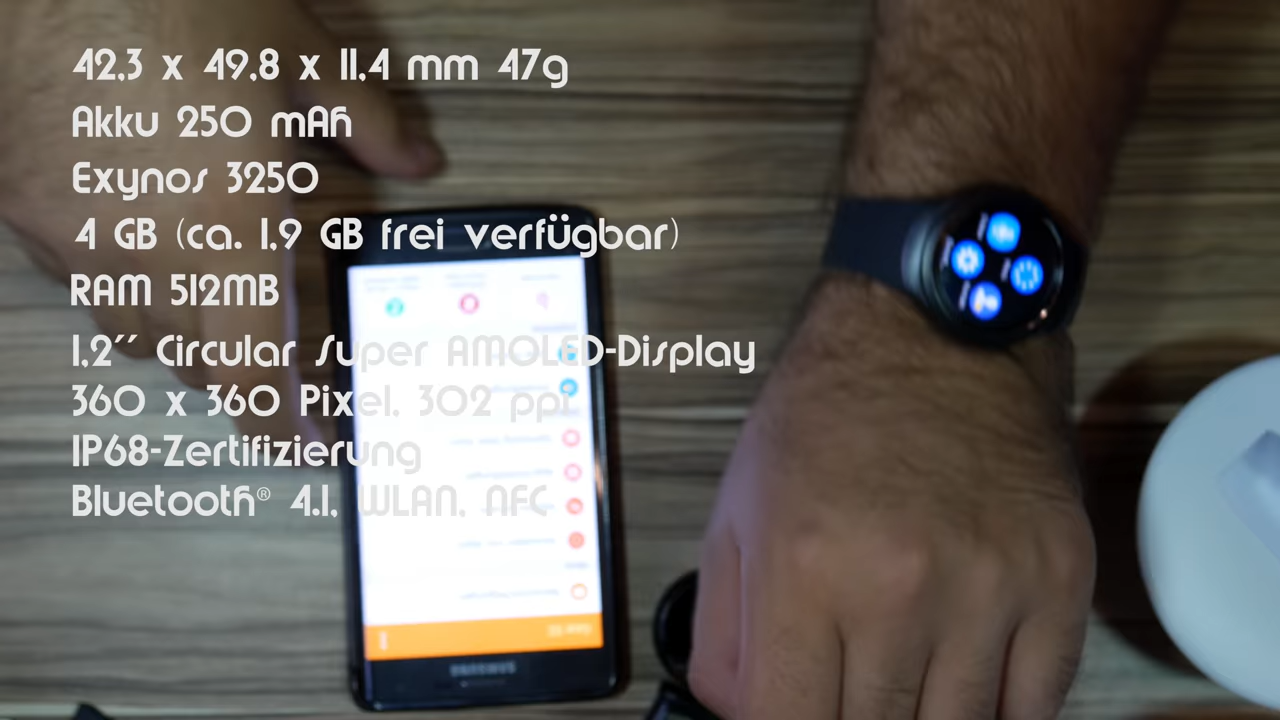 42,3 x 49,8 x 11,4 mm 47g
Akku 250 mAh
Exynos 3250
4 GB (ca. 1,9 GB frei verfügbar)
RAM 512MB
1,2´´ Circular Super AMOLED-Display
360 x 360 Pixel, 302 ppi
IP68-Zertifizierung
Bluetooth® 4.1, WLAN, NFC
SAMSUNG